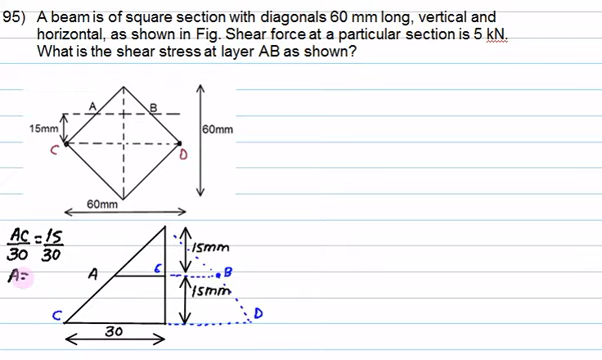 95) A beam is of square section with diagonals 60 mm long, vertical and
horizontal, as shown in Fig. Shear force at a particular section is 5 kN.
What is the shear stress at layer AB as shown?
A B
15mm
60mm
C D
60mm
AC/30 = 15/30
15mm
A=
A C B
15mm
C D
30